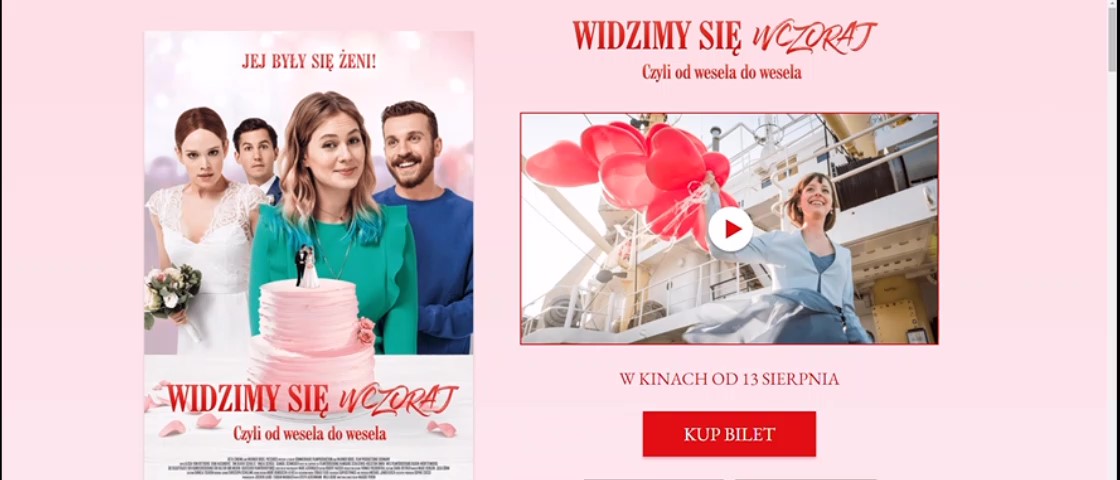 JEJ BYŁY SIĘ ŻENI!
WIDZIMY SIĘ WCZORAJ
Czyli od wesela do wesela
WIDZIMY SIĘ WCZORAJ
Czyli od wesela do wesela
W KINACH OD 13 SIERPNIA
KUP BILET